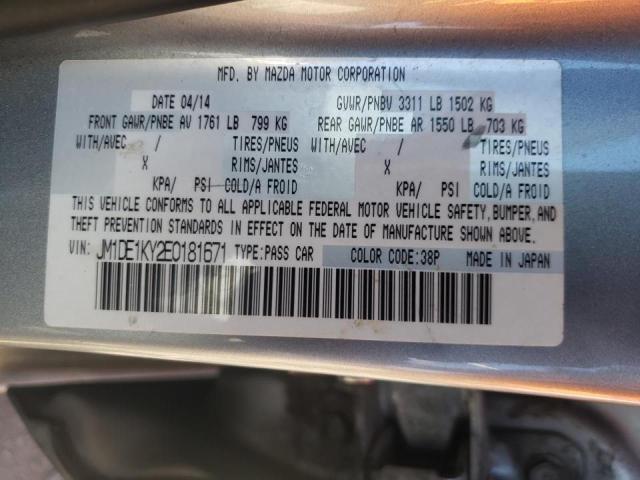 MFD. BY MAZDA MOTOR CORPORATION
DATE 04/14 GVWR/PNBV 3311 LB 1502 KG
FRONT GAWR/PNBE AV 1761 LB 799 KG REAR GAWR/PNBE AR 1550 LB 703 KG
WITH/AVEC / TIRES/PNEUS WITH/AVEC / TIRES/PNEUS
X RIMS/JANTES X RIMS/JANTES
KPA/ PSI COLD/A FROID KPA/ PSI COLD/A FROID
THIS VEHICLE CONFORMS TO ALL APPLICABLE FEDERAL MOTOR VEHICLE SAFETY, BUMPER, AND
THEFT PREVENTION STANDARDS IN EFFECT ON THE DATE OF MANUFACTURE SHOWN ABOVE.
VIN: JM1DE1KY2E0181671 TYPE:PASS CAR COLOR CODE:38P MADE IN JAPAN